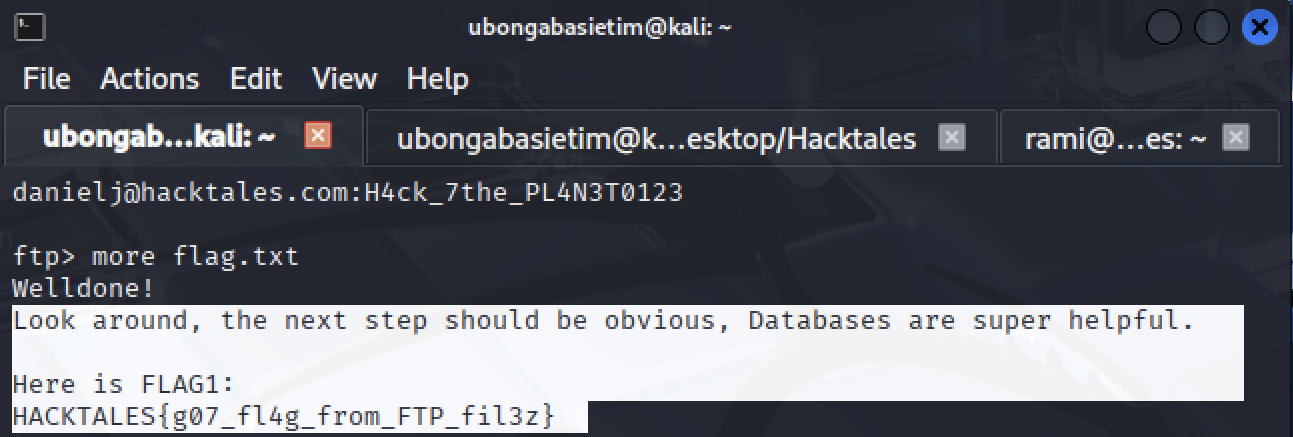 ubongabasietim@kali: ~
File Actions Edit View Help
ubongab...kali: ~ ubongabasietim@k...esktop/Hacktales rami@...es: ~
danielj@hacktales.com:H4ck_7the_PL4N3T0123
ftp> more flag.txt
Welldone!
Look around, the next step should be obvious, Databases are super helpful.
Here is FLAG1:
HACKTALES{g07_fl4g_from_FTP_fil3z}